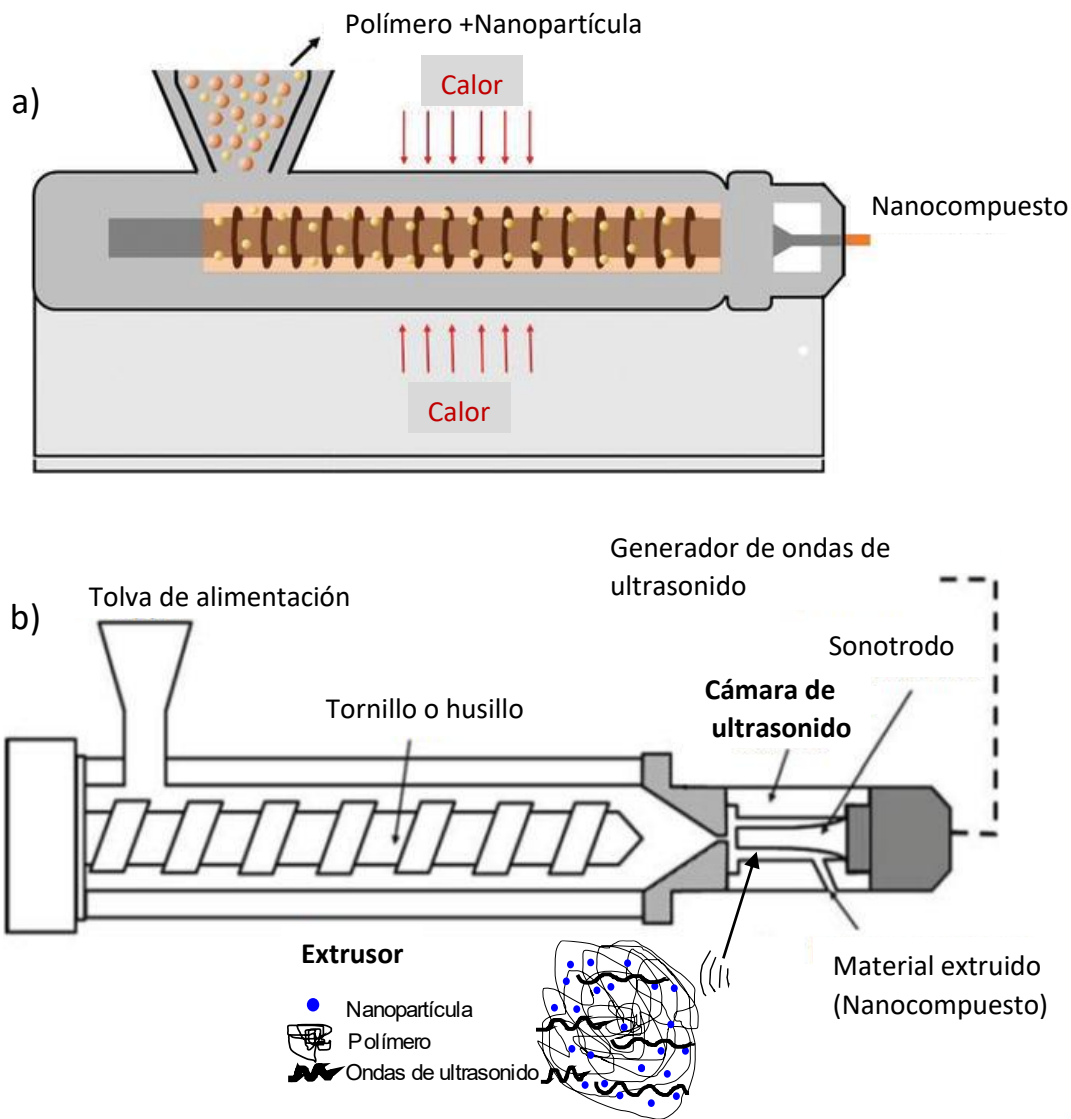 Polímero +Nanopartícula
a)
Calor
Nanocompuesto
Calor
Generador de ondas de
ultrasonido
Tolva de alimentación
b)
Sonotrodo
Cámara de
ultrasonido
Tornillo o husillo
Extrusor
Nanopartícula
Polímero
Ondas de ultrasonido
Material extruido
(Nanocompuesto)